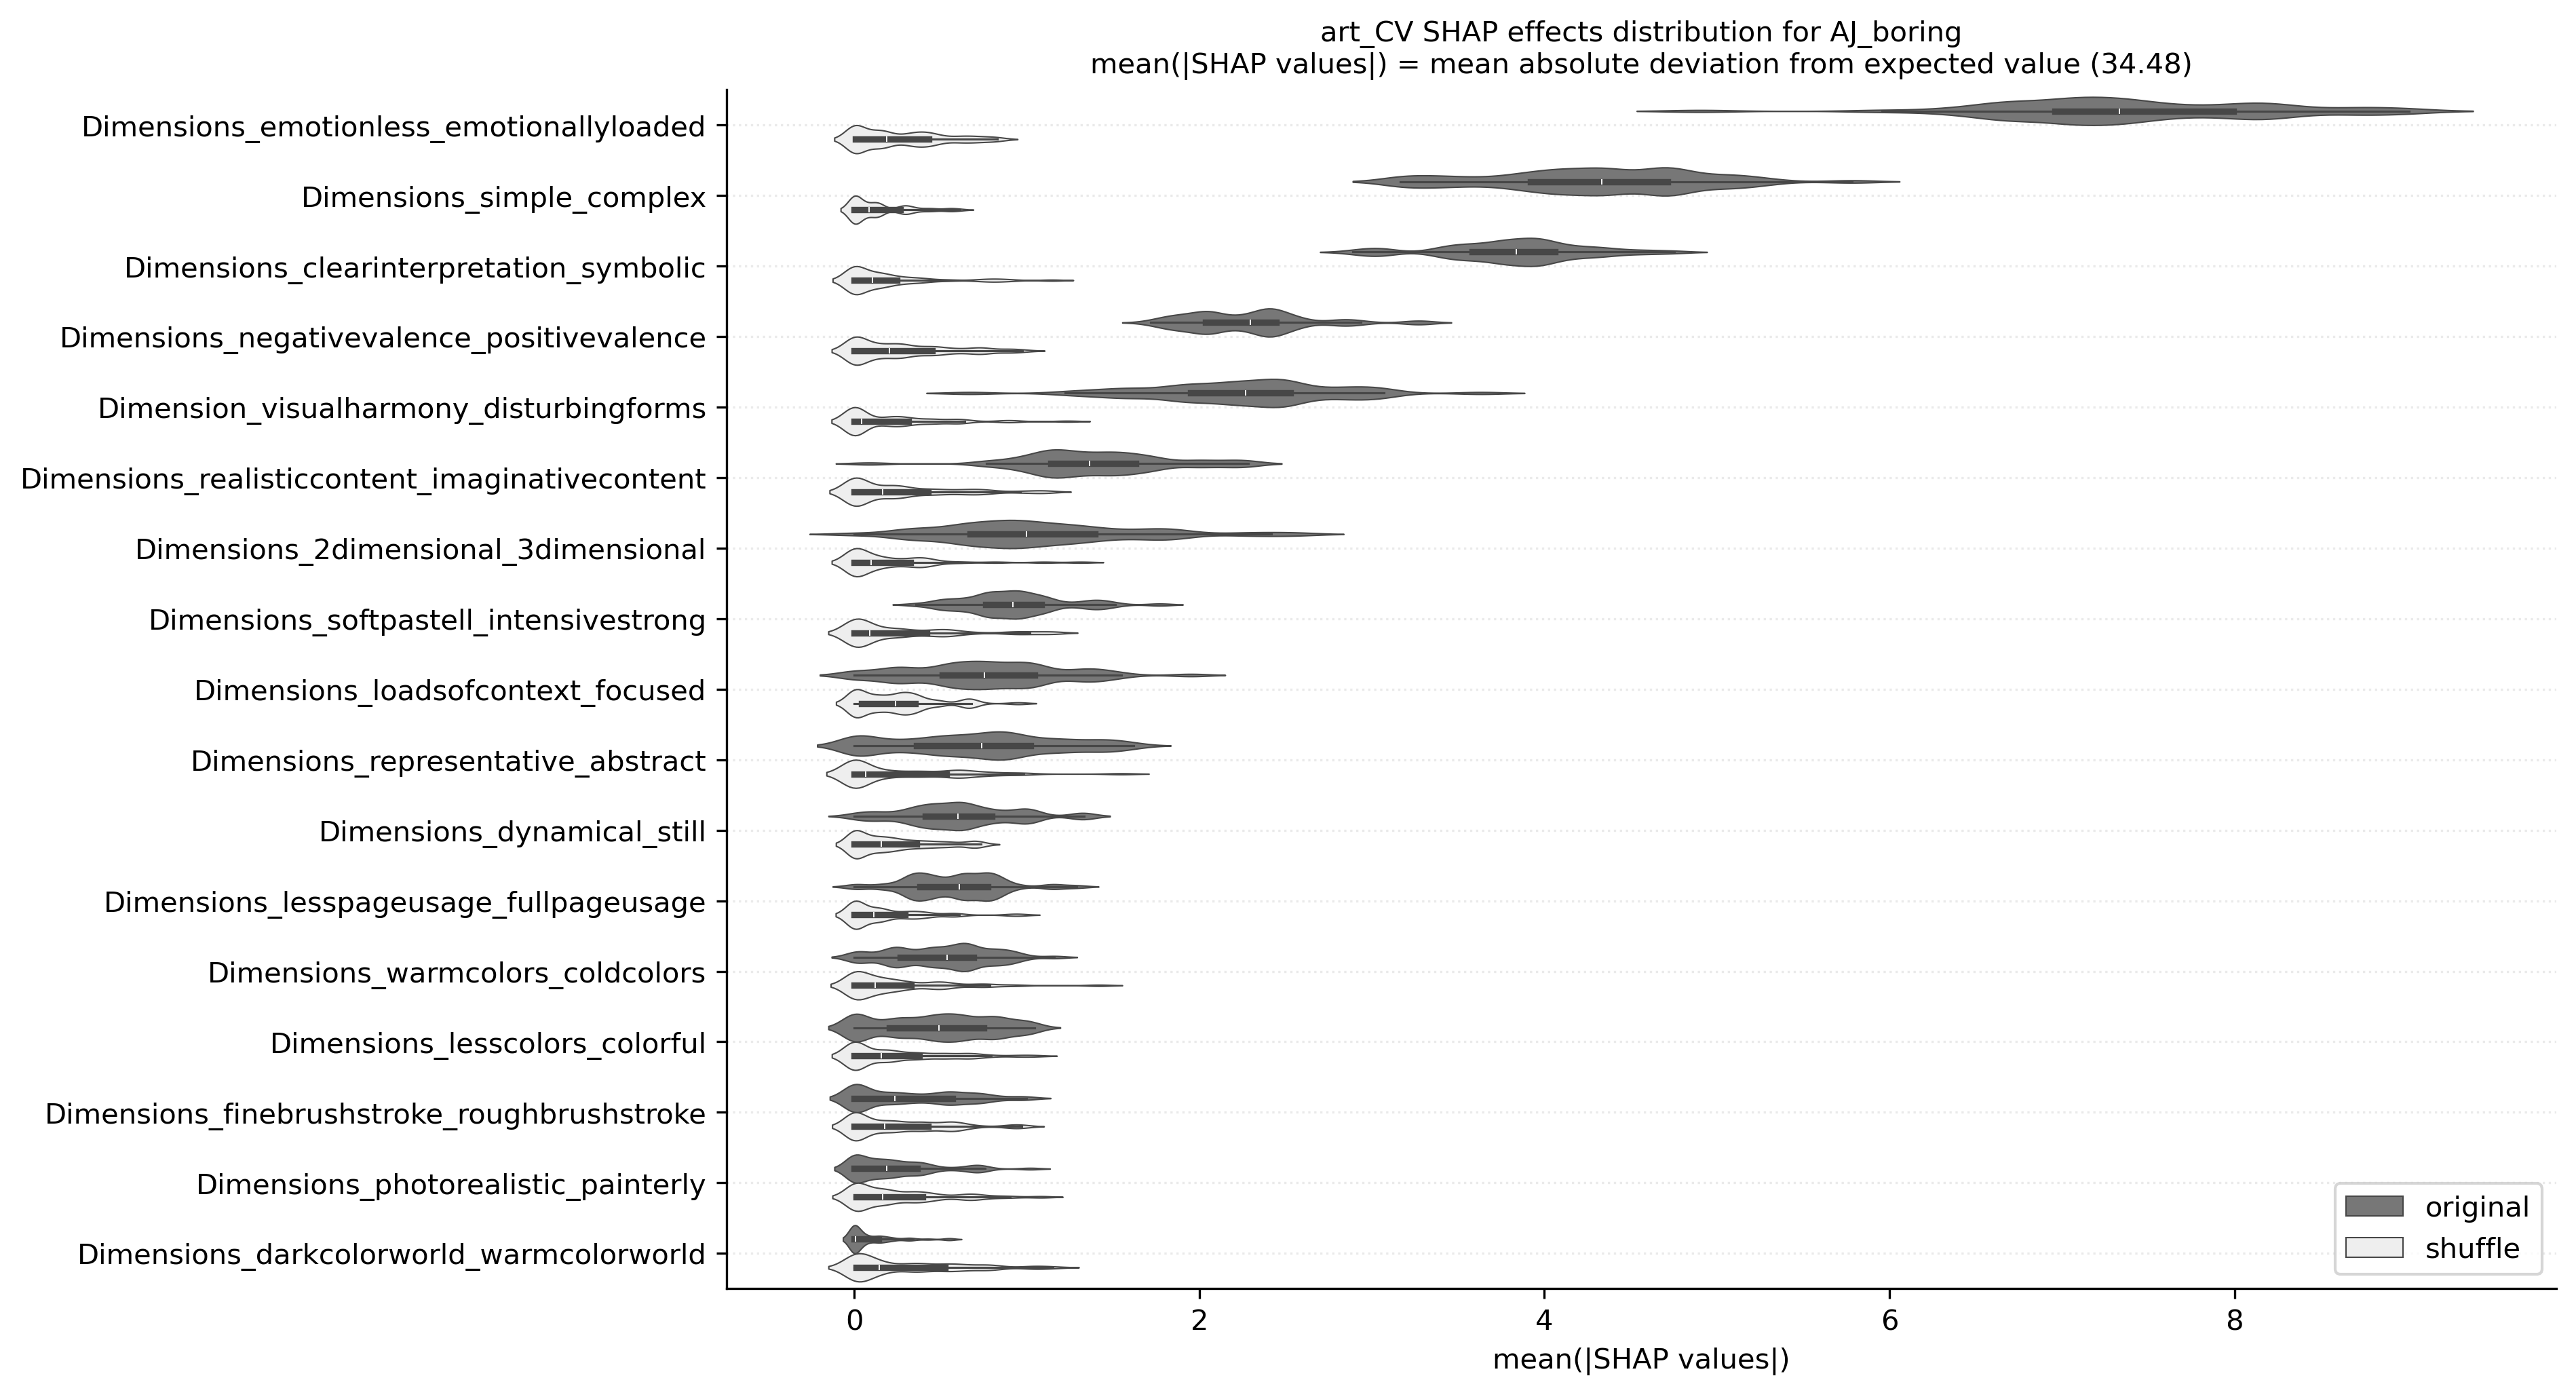 art_CV SHAP effects distribution for AJ_boring
mean(|SHAP values|) = mean absolute deviation from expected value (34.48)
Dimensions_emotionless_emotionallyloaded
Dimensions_simple_complex
Dimensions_clearinterpretation_symbolic
Dimensions_negativevalence_positivevalence
Dimension_visualharmony_disturbingforms
Dimensions_realisticcontent_imaginativecontent
Dimensions_2dimensional_3dimensional
Dimensions_softpastell_intensivestrong
Dimensions_loadsofcontext_focused
Dimensions_representative_abstract
Dimensions_dynamical_still
Dimensions_lesspageusage_fullpageusage
Dimensions_warmcolors_coldcolors
Dimensions_lesscolors_colorful
Dimensions_finebrushstroke_roughbrushstroke
Dimensions_photorealistic_painterly
Dimensions_darkcolorworld_warmcolorworld
original
shuffle
0 2 4 6 8
mean(|SHAP values|)